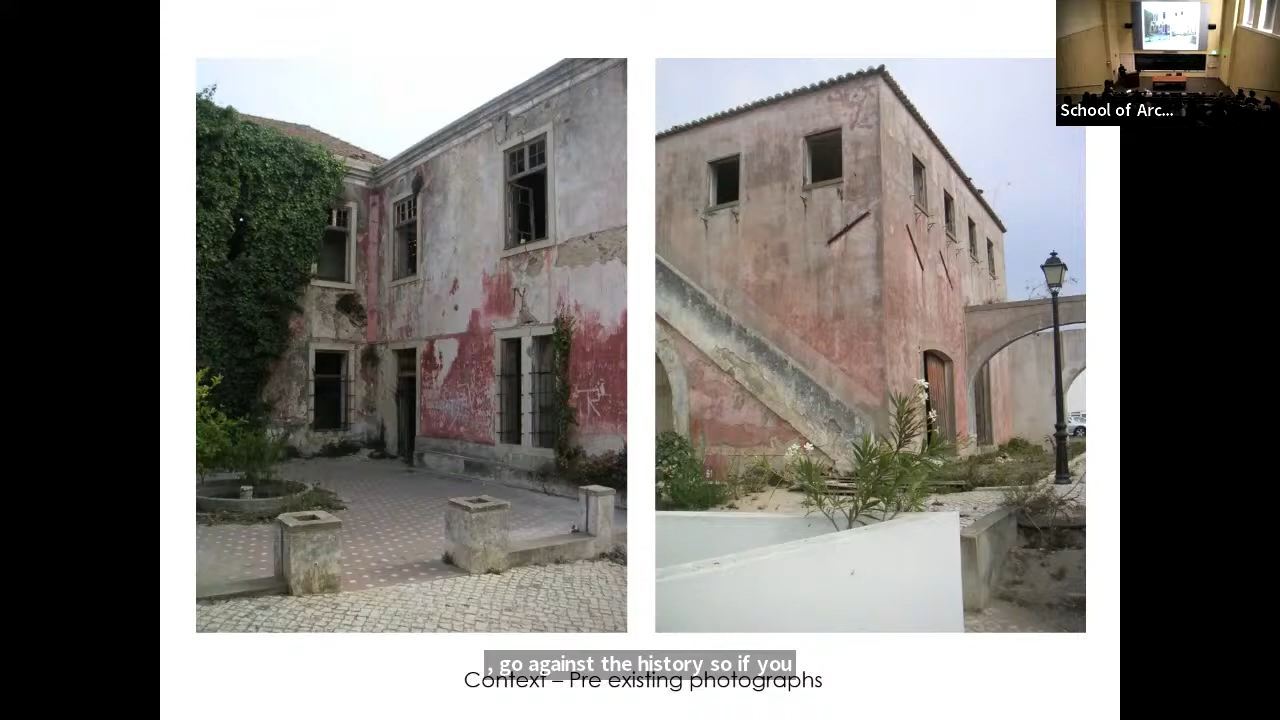 School of Arc...
, go against the history so if you
Context – Pre existing photographs